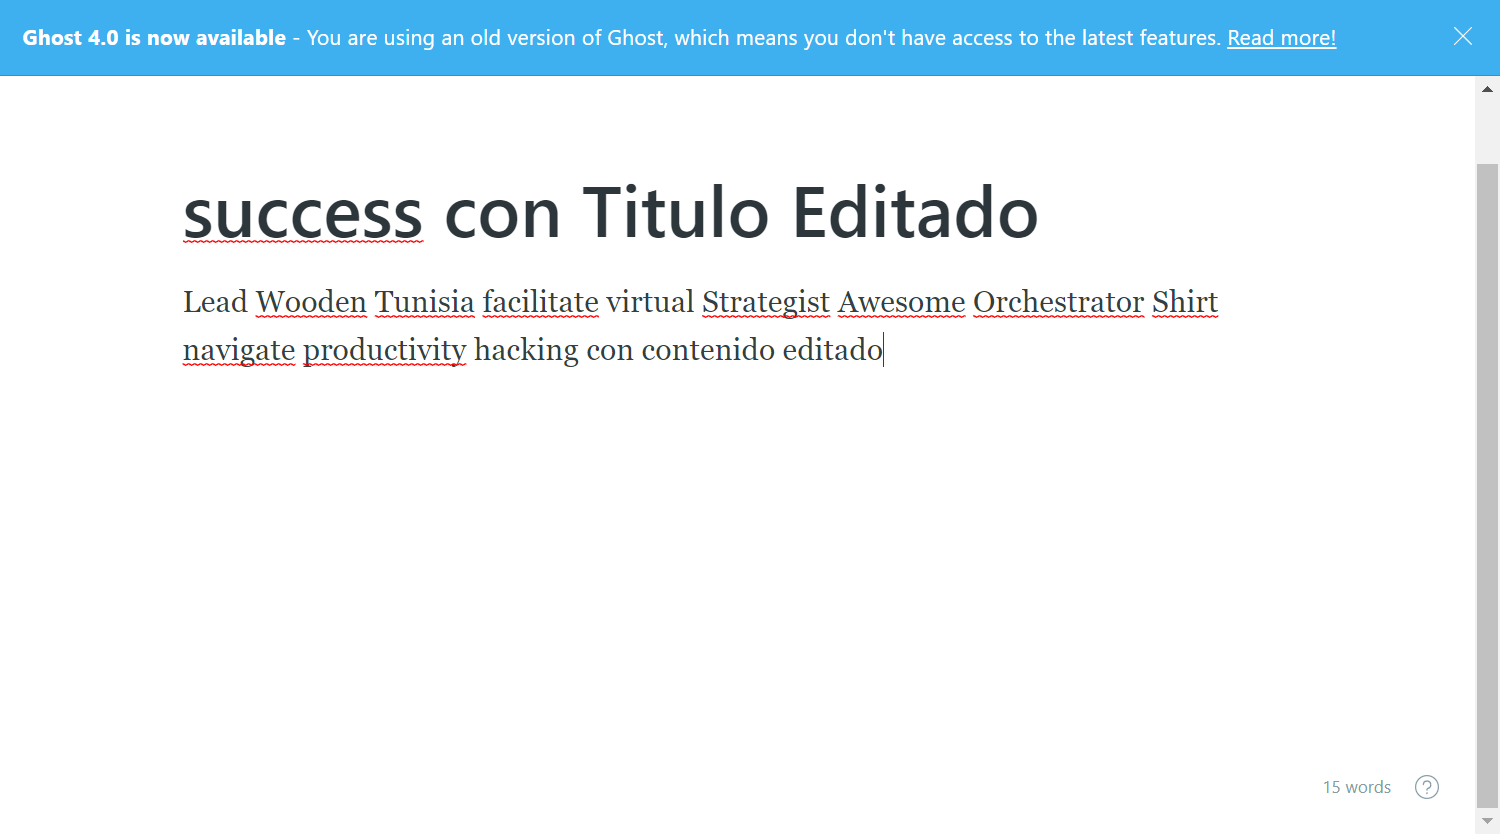 Ghost 4.0 is now available - You are using an old version of Ghost, which means you don't have access to the latest features. Read more!
success con Titulo Editado
Lead Wooden Tunisia facilitate virtual Strategist Awesome Orchestrator Shirt
navigate productivity hacking con contenido editado
15 words
?